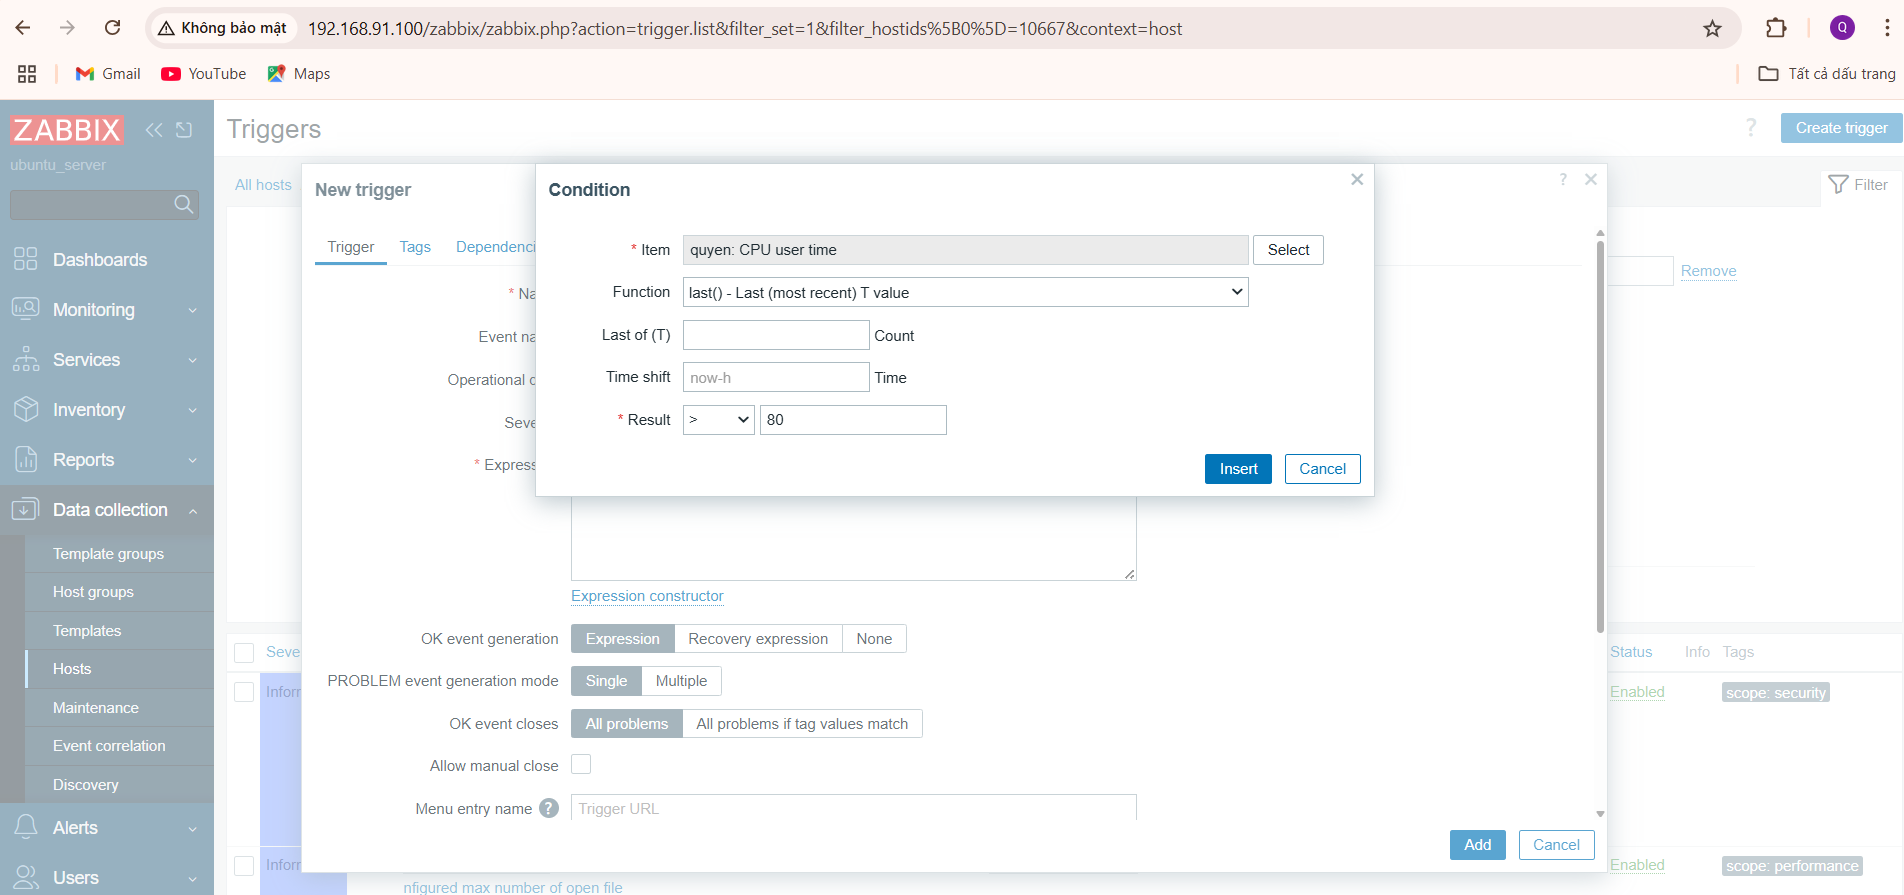 Không bảo mật 192.168.91.100/zabbix/zabbix.php?action=trigger.list&filter_set=1&filter_hostids%5B0%5D=10667&context=host Q
Gmail YouTube Maps Tất cả dấu trang
ZABBIX
ubuntu_server
Dashboards
Monitoring
Services
Inventory
Reports
Data collection
Template groups
Host groups
Templates
Hosts
Maintenance
Event correlation
Discovery
Alerts
Users
Triggers ? Create trigger
All hosts Filter
Remove
New trigger ?
Trigger Tags Dependenci
* Na
Event na
Operational d
Seve
* Express
Condition
* Item quyen: CPU user time Select
Function last() - Last (most recent) T value
Last of (T) Count
Time shift now-h Time
* Result > 80
Insert Cancel
Expression constructor
OK event generation Expression Recovery expression None
PROBLEM event generation mode Single Multiple
OK event closes All problems All problems if tag values match
Allow manual close
Menu entry name ? Trigger URL
Add Cancel
Seve Status Info Tags
Inforr Enabled scope: security
Inforr Enabled scope: performance
nfigured max number of open file